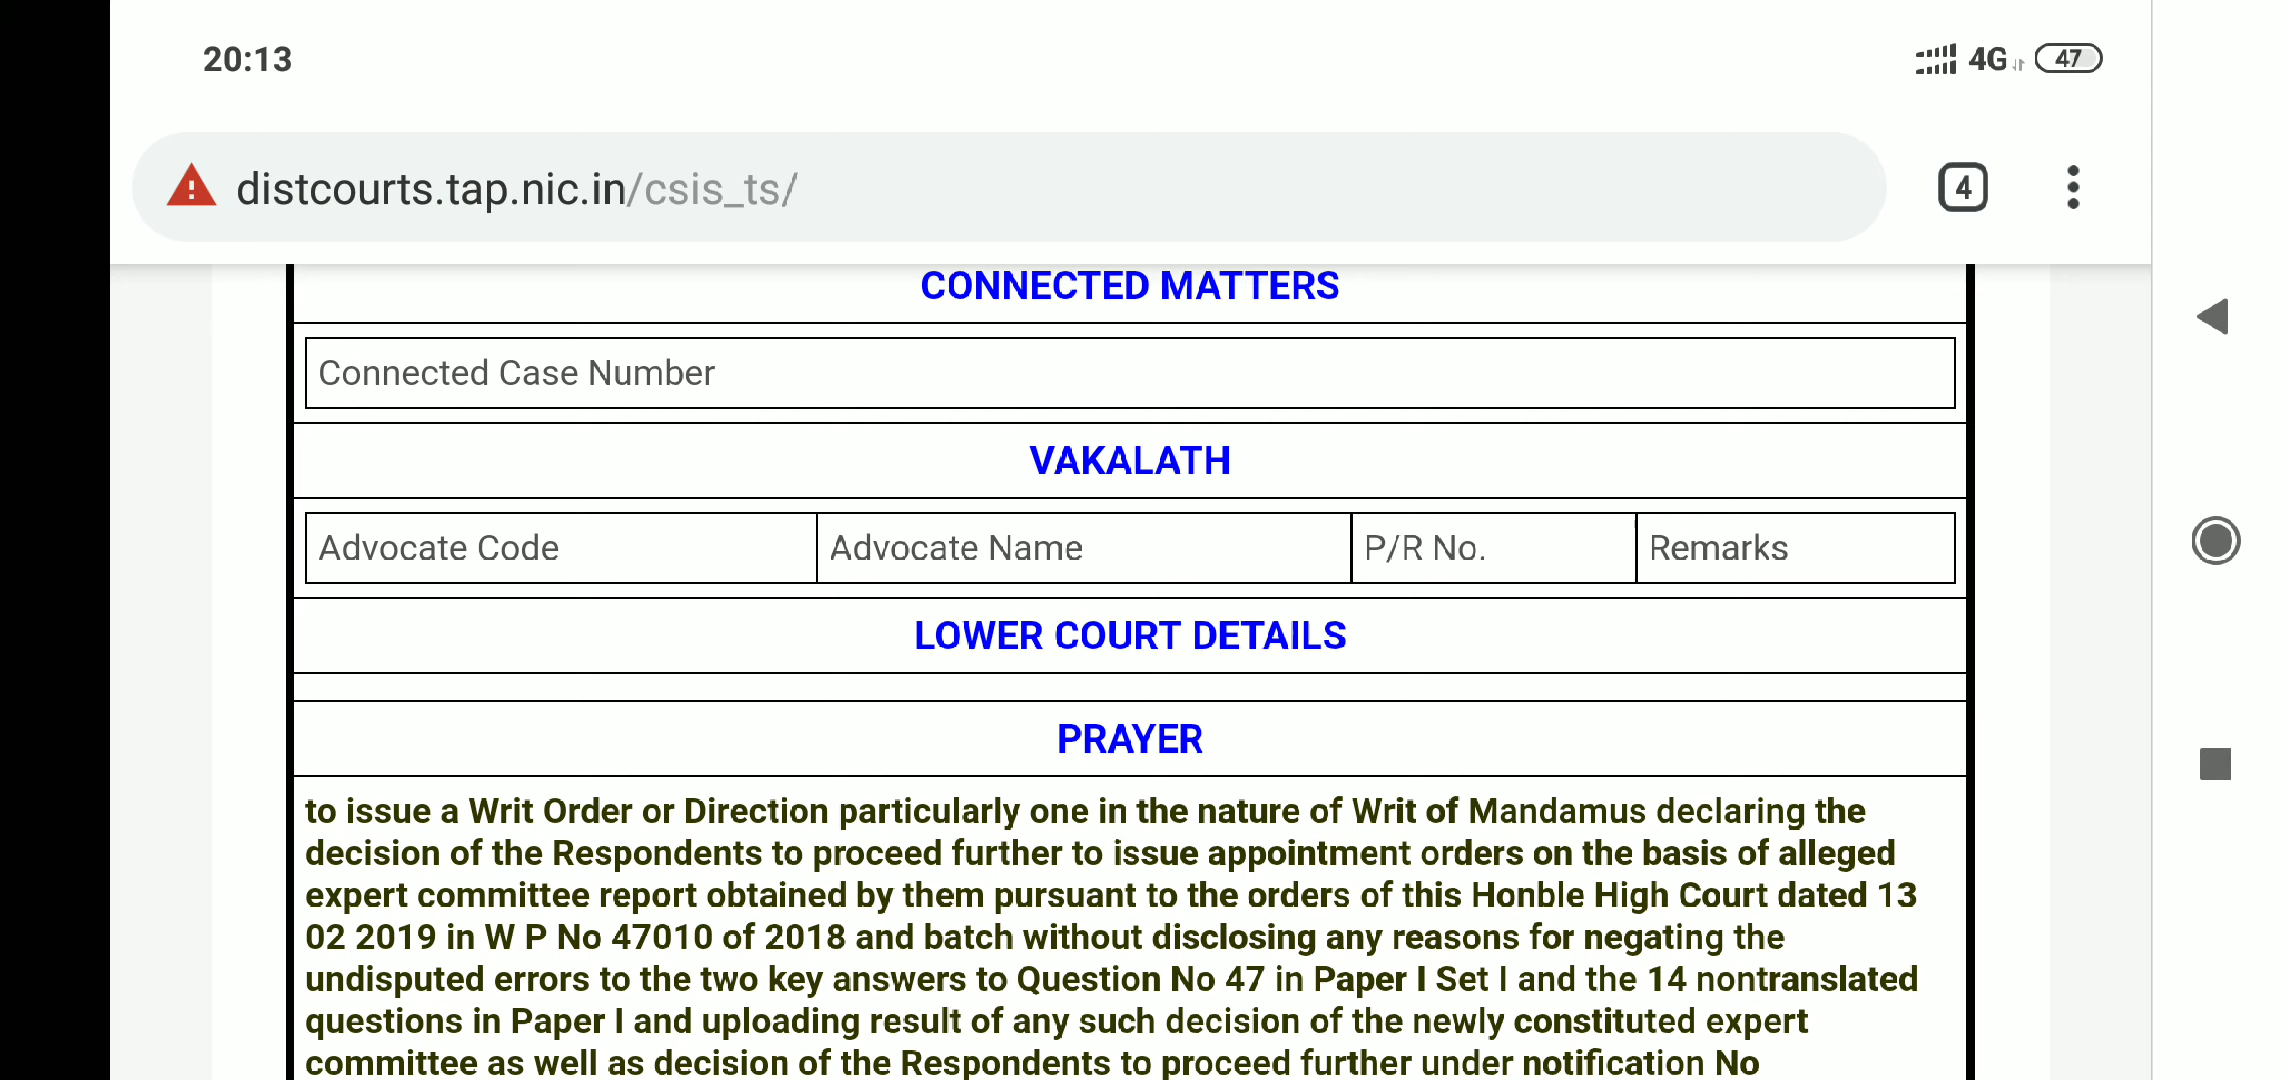 20:13
4G 47
distcourts.tap.nic.in/csis_ts/
4
CONNECTED MATTERS
Connected Case Number
VAKALATH
Advocate Code Advocate Name P/R No. Remarks
LOWER COURT DETAILS
PRAYER
to issue a Writ Order or Direction particularly one in the nature of Writ of Mandamus declaring the
decision of the Respondents to proceed further to issue appointment orders on the basis of alleged
expert committee report obtained by them pursuant to the orders of this Honble High Court dated 13
02 2019 in W P No 47010 of 2018 and batch without disclosing any reasons for negating the
undisputed errors to the two key answers to Question No 47 in Paper I Set I and the 14 nontranslated
questions in Paper I and uploading result of any such decision of the newly constituted expert
committee as well as decision of the Respondents to proceed further under notification No